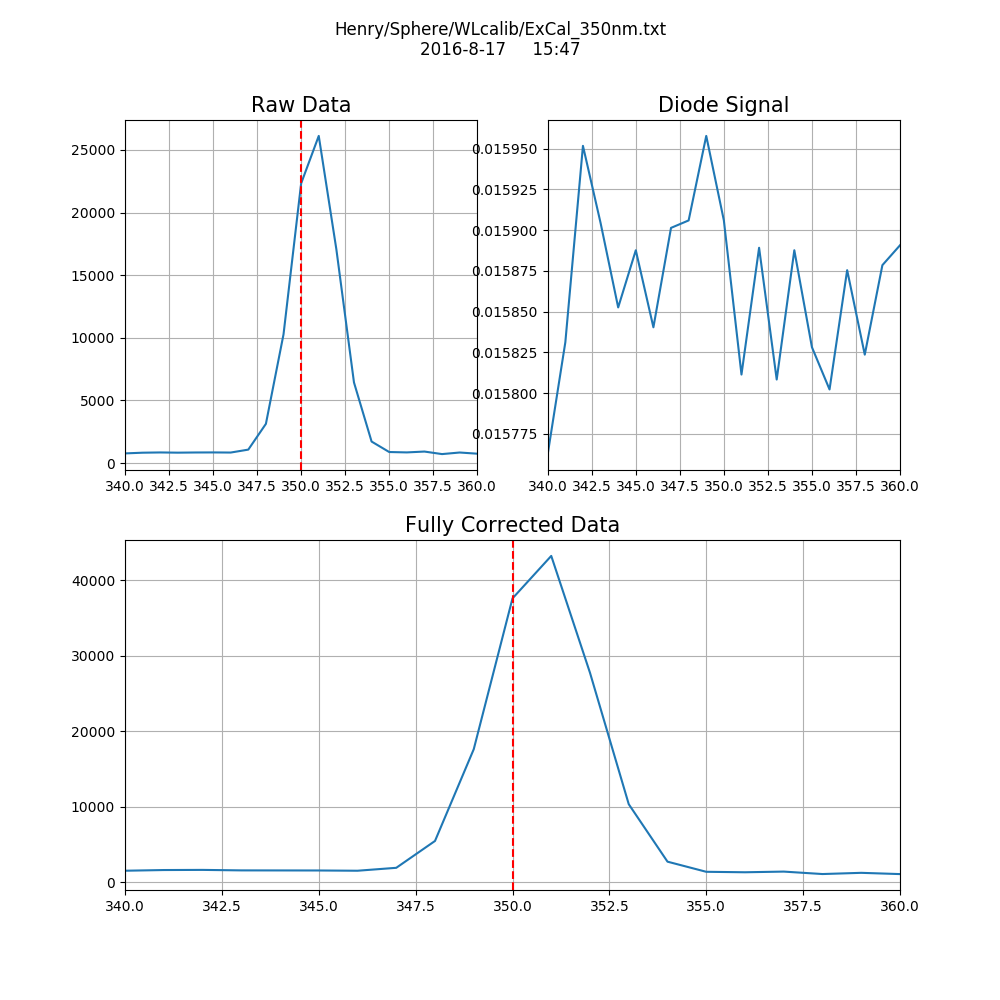 Henry/Sphere/WLcalib/ExCal_350nm.txt
2016-8-17 15:47
Raw Data
25000
20000
15000
10000
5000
0
340.0 342.5 345.0 347.5 350.0 352.5 355.0 357.5 360.0
Diode Signal
0.015950
0.015925
0.015900
0.015875
0.015850
0.015825
0.015800
0.015775
340.0 342.5 345.0 347.5 350.0 352.5 355.0 357.5 360.0
Fully Corrected Data
40000
30000
20000
10000
0
340.0 342.5 345.0 347.5 350.0 352.5 355.0 357.5 360.0